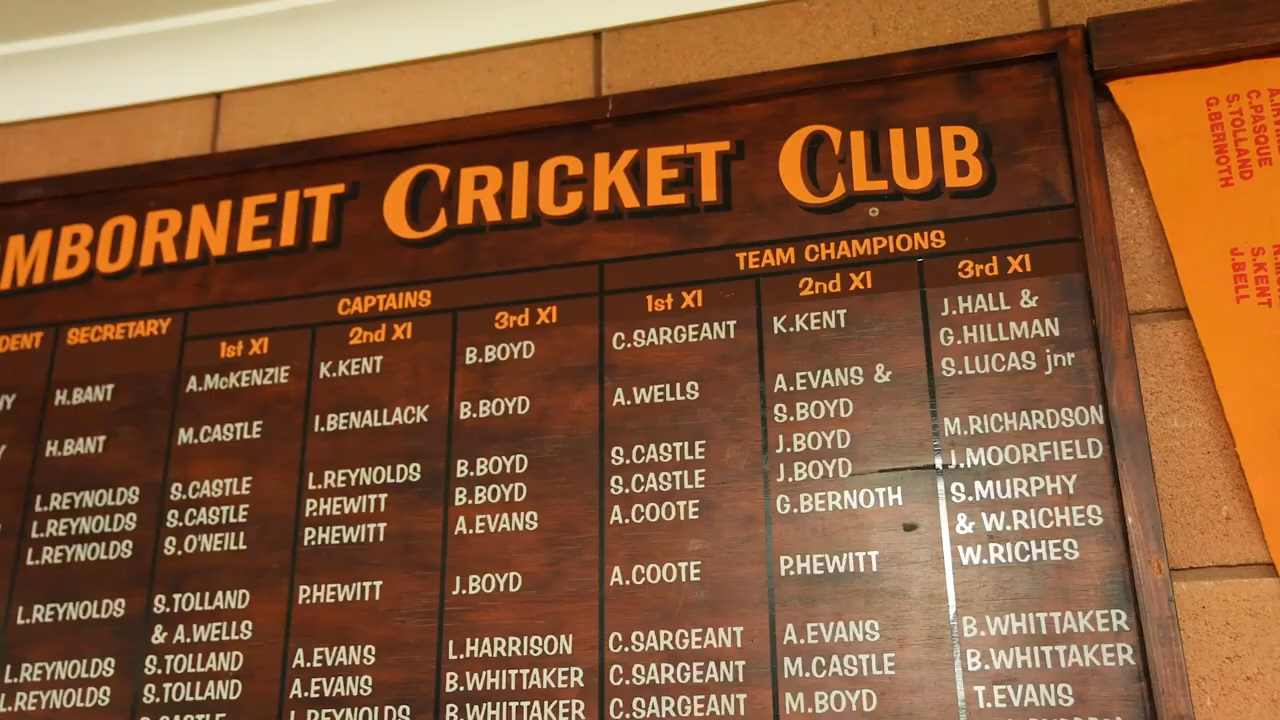 MBORNEIT CRICKET CLUB
CAPTAINS TEAM CHAMPIONS
DENT SECRETARY 1st XI 2nd XI 3rd XI 1st XI 2nd XI 3rd XI
H.BANT A.McKENZIE K.KENT B.BOYD C.SARGEANT K.KENT J.HALL &
G.HILLMAN
H.BANT M.CASTLE I.BENALLACK B.BOYD A.WELLS A.EVANS & S.LUCAS jnr
S.BOYD
L.REYNOLDS S.CASTLE L.REYNOLDS B.BOYD S.CASTLE J.BOYD M.RICHARDSON
L.REYNOLDS S.CASTLE P.HEWITT B.BOYD S.CASTLE J.BOYD J.MOORFIELD
L.REYNOLDS S.O'NEILL P.HEWITT A.EVANS A.COOTE G.BERNOTH S.MURPHY
& W.RICHES
L.REYNOLDS S.TOLLAND P.HEWITT J.BOYD A.COOTE P.HEWITT W.RICHES
& A.WELLS
L.REYNOLDS S.TOLLAND A.EVANS L.HARRISON C.SARGEANT A.EVANS B.WHITTAKER
L.REYNOLDS S.TOLLAND A.EVANS B.WHITTAKER C.SARGEANT M.CASTLE B.WHITTAKER
S.CASTLE L.REYNOLDS B.WHITTAKER C.SARGEANT M.BOYD T.EVANS
C.PASQUE
S.TOLLAND
G.BERNOTH
S.KENT
J.BELL